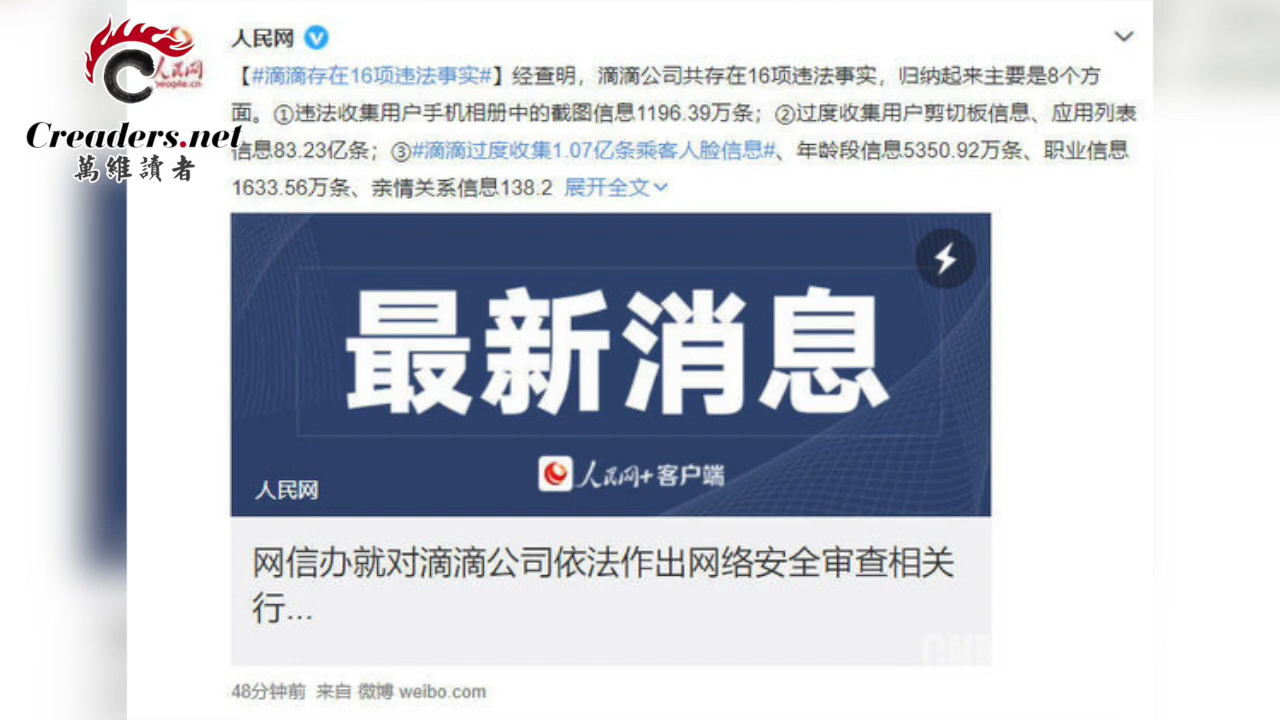 人民网
人民网
people.cn
Creaders.net
萬維讀者
【#滴滴存在16项违法事实#】经查明，滴滴公司共存在16项违法事实，归纳起来主要是8个方
面。①违法收集用户手机相册中的截图信息1196.39万条；②过度收集用户剪切板信息、应用列表
信息83.23亿条；③#滴滴过度收集1.07亿条乘客人脸信息#、年龄段信息5350.92万条、职业信息
1633.56万条、亲情关系信息138.2 展开全文
最新消息
人民网+客户端
人民网
网信办就对滴滴公司依法作出网络安全审查相关
行...
48分钟前 来自 微博 weibo.com